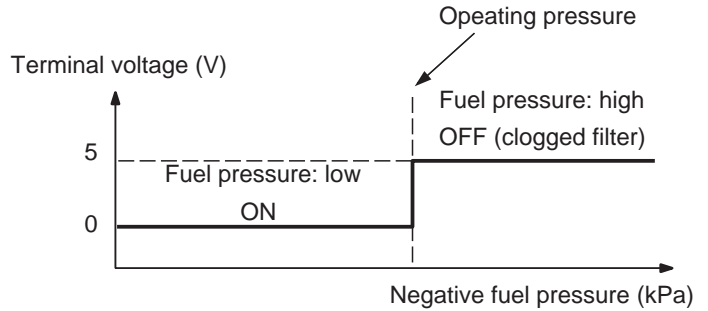 Opeating pressure
Terminal voltage (V)
Fuel pressure: high
OFF (clogged filter)
5
Fuel pressure: low
ON
0
Negative fuel pressure (kPa)